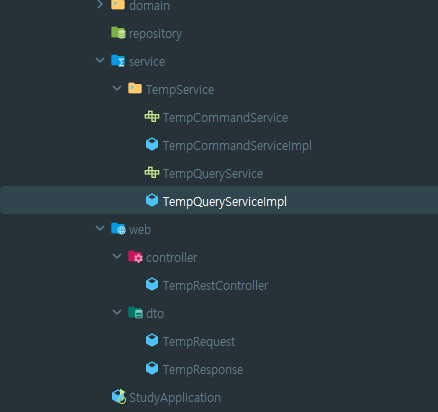 domain
repository
service
TempService
TempCommandService
TempCommandServiceImpl
TempQueryService
TempQueryServiceImpl
web
controller
TempRestController
dto
TempRequest
TempResponse
StudyApplication